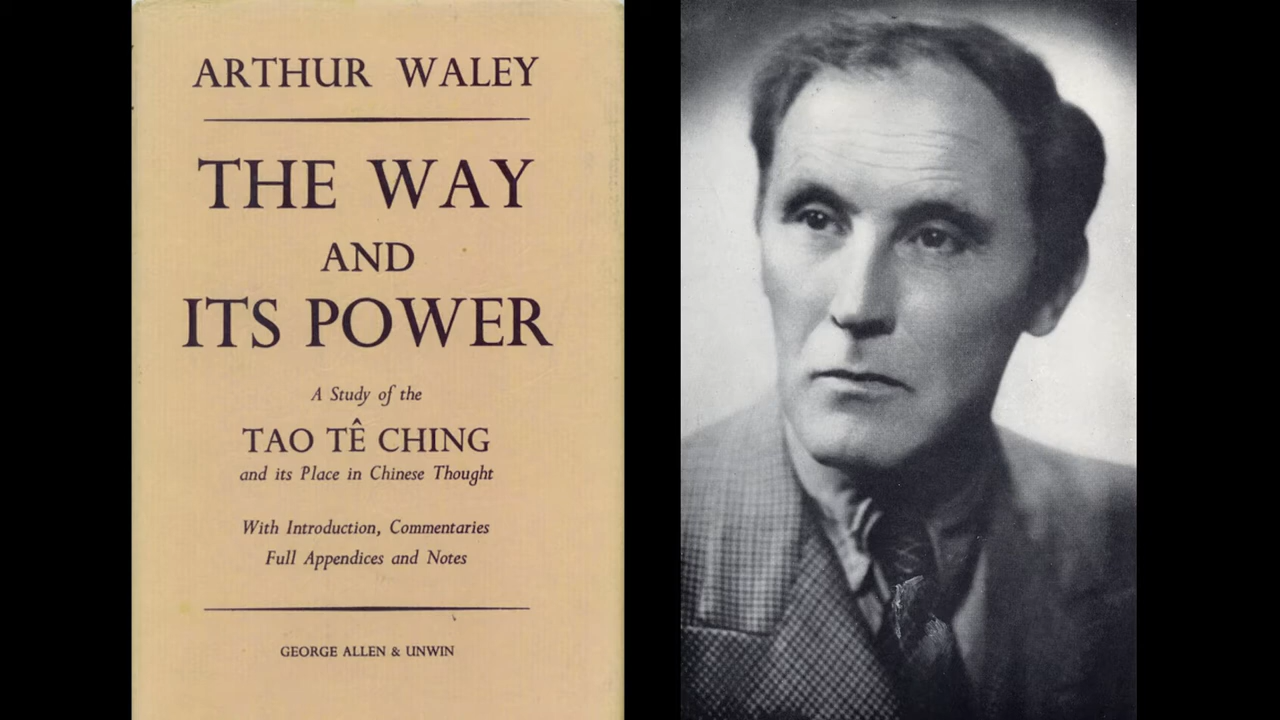 ARTHUR WALEY
THE WAY
AND
ITS POWER
A Study of the
TAO TÊ CHING
and its Place in Chinese Thought
With Introduction, Commentaries
Full Appendices and Notes
GEORGE ALLEN & UNWIN